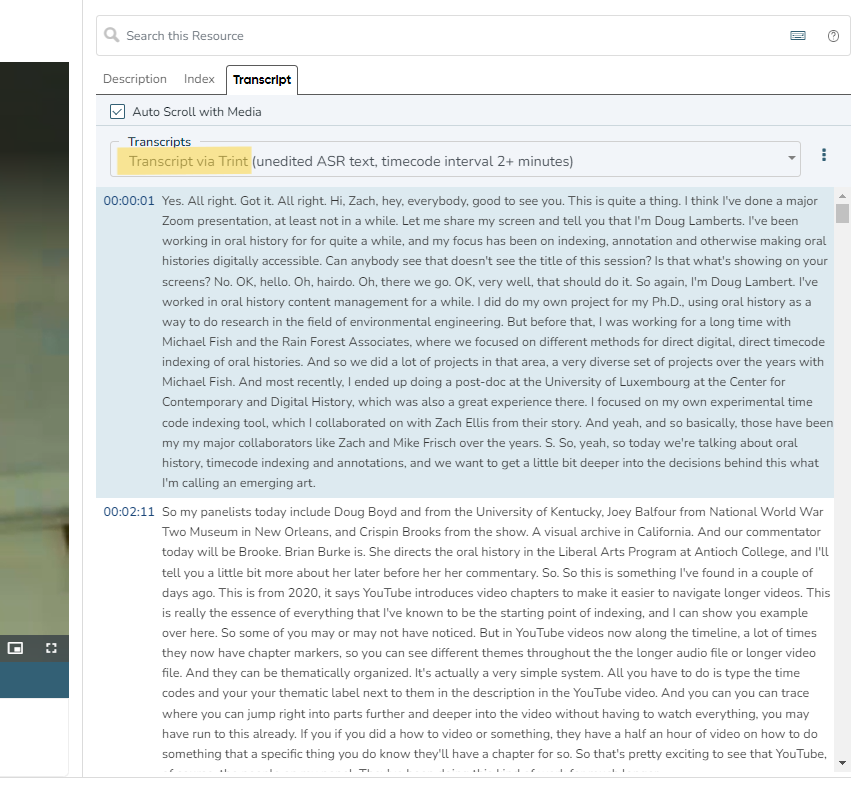 Search this Resource
Description Index Transcript
Auto Scroll with Media
Transcripts
Transcript via Trint (unedited ASR text, timecode interval 2+ minutes)
00:00:01 Yes. All right. Got it. All right. Hi, Zach, hey, everybody, good to see you. This is quite a thing. I think I've done a major
Zoom presentation, at least not in a while. Let me share my screen and tell you that I'm Doug Lamberts. I've been
working in oral history for for quite a while, and my focus has been on indexing, annotation and otherwise making oral
histories digitally accessible. Can anybody see that doesn't see the title of this session? Is that what's showing on your
screens? No. OK, hello. Oh, hairdo. Oh, there we go. OK, very well, that should do it. So again, I'm Doug Lambert. I've
worked in oral history content management for a while. I did do my own project for my Ph.D., using oral history as a
way to do research in the field of environmental engineering. But before that, I was working for a long time with
Michael Fish and the Rain Forest Associates, where we focused on different methods for direct digital, direct timecode
indexing of oral histories. And so we did a lot of projects in that area, a very diverse set of projects over the years with
Michael Fish. And most recently, I ended up doing a post-doc at the University of Luxembourg at the Center for
Contemporary and Digital History, which was also a great experience there. I focused on my own experimental time
code indexing tool, which I collaborated on with Zach Ellis from their story. And yeah, and so basically, those have been
my my major collaborators like Zach and Mike Frisch over the years. S. So, yeah, so today we're talking about oral
history, timecode indexing and annotations, and we want to get a little bit deeper into the decisions behind this what
I'm calling an emerging art.
00:02:11 So my panelists today include Doug Boyd and from the University of Kentucky, Joey Balfour from National World War
Two Museum in New Orleans, and Crispin Brooks from the show. A visual archive in California. And our commentator
today will be Brooke. Brian Burke is. She directs the oral history in the Liberal Arts Program at Antioch College, and I'll
tell you a little bit more about her later before her her commentary. So. So this is something I've found in a couple of
days ago. This is from 2020, it says YouTube introduces video chapters to make it easier to navigate longer videos. This
is really the essence of everything that I've known to be the starting point of indexing, and I can show you example
over here. So some of you may or may not have noticed. But in YouTube videos now along the timeline, a lot of times
they now have chapter markers, so you can see different themes throughout the the longer audio file or longer video
file. And they can be thematically organized. It's actually a very simple system. All you have to do is type the time
codes and your your thematic label next to them in the description in the YouTube video. And you can you can trace
where you can jump right into parts further and deeper into the video without having to watch everything, you may
have run to this already. If you if you did a how to video or something, they have a half an hour of video on how to do
something that a specific thing you do know they'll have a chapter for so. So that's pretty exciting to see that YouTube,